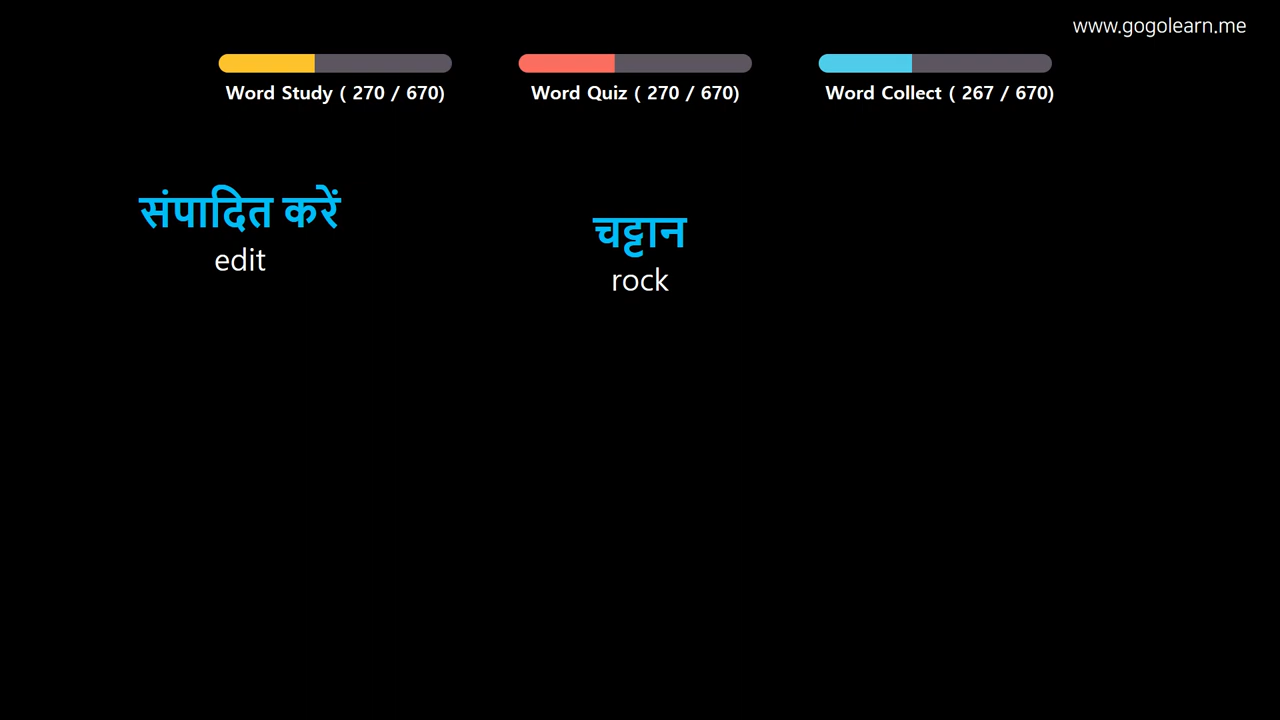 www.gogolearn.me
Word Study ( 270 / 670)
Word Quiz ( 270 / 670)
Word Collect ( 267 / 670)
संपादित करें
edit
चट्टान
rock